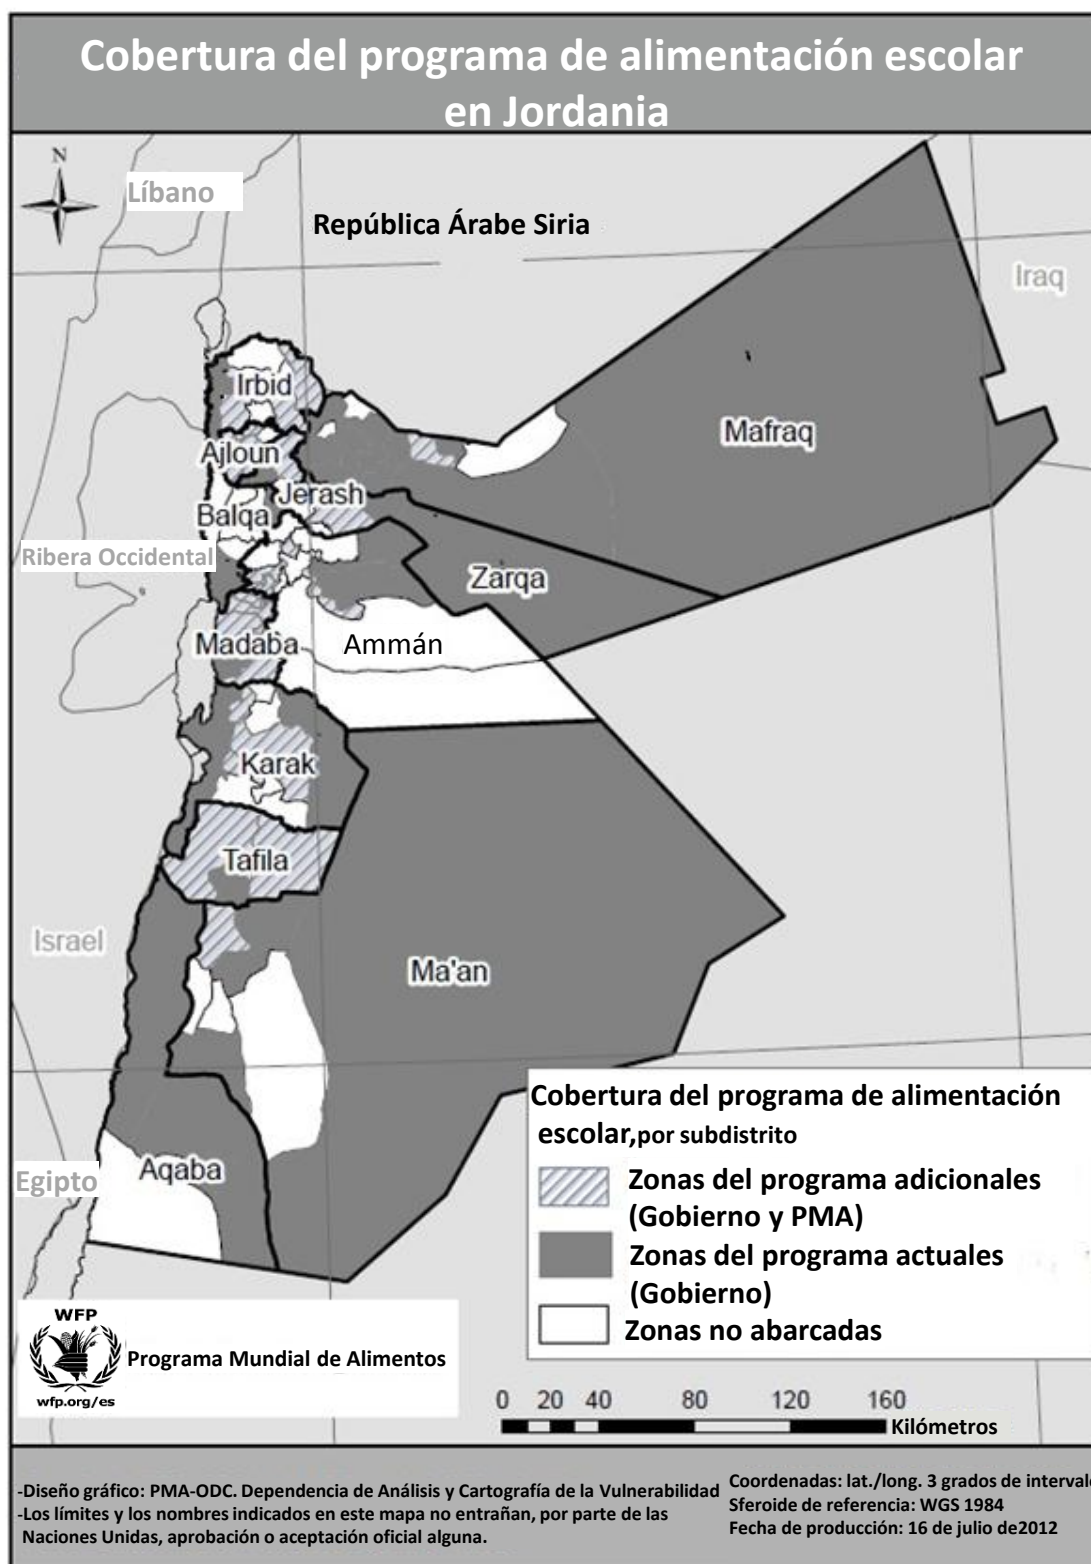 Cobertura del programa de alimentación escolar
en Jordania
N
Líbano
República Árabe Siria
Iraq
Irbid
Mafraq
Ajloun
Jerash
Balqa
Ribera Occidental
Zarqa
Madaba
Ammán
Karak
Tafila
Israel
Ma'an
Aqaba
Egipto
Cobertura del programa de alimentación
escolar,por subdistrito
Zonas del programa adicionales
(Gobierno y PMA)
Zonas del programa actuales
(Gobierno)
Zonas no abarcadas
WFP
wfp.org/es
Programa Mundial de Alimentos
0 20 40 80 120 160
Kilómetros
-Diseño gráfico: PMA-ODC. Dependencia de Análisis y Cartografía de la Vulnerabilidad
-Los límites y los nombres indicados en este mapa no entrañan, por parte de las
Naciones Unidas, aprobación o aceptación oficial alguna.
Coordenadas: lat./long. 3 grados de intervalo
Sferoide de referencia: WGS 1984
Fecha de producción: 16 de julio de2012